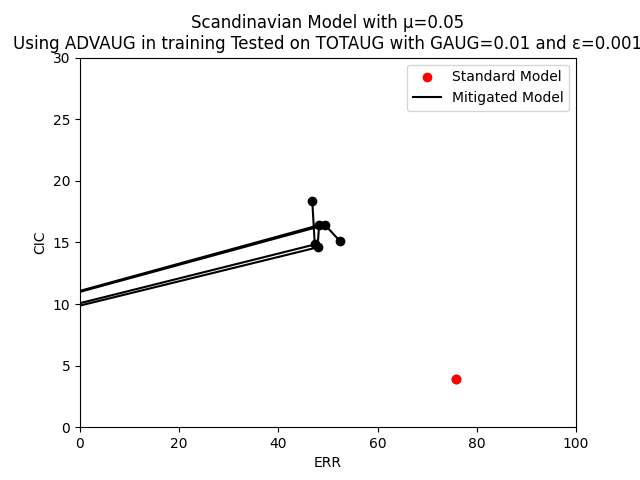 Scandinavian Model with μ=0.05
Using ADVAUG in training Tested on TOTAUG with GAUG=0.01 and ε=0.001
30
25
20
15
10
5
0
CIC
Standard Model
Mitigated Model
0 20 40 60 80 100
ERR